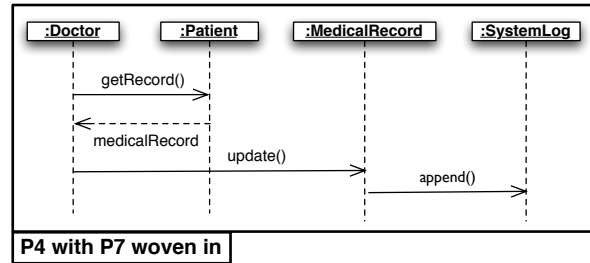 :Doctor :Patient :MedicalRecord :SystemLog
getRecord()
medicalRecord
update()
append()
P4 with P7 woven in